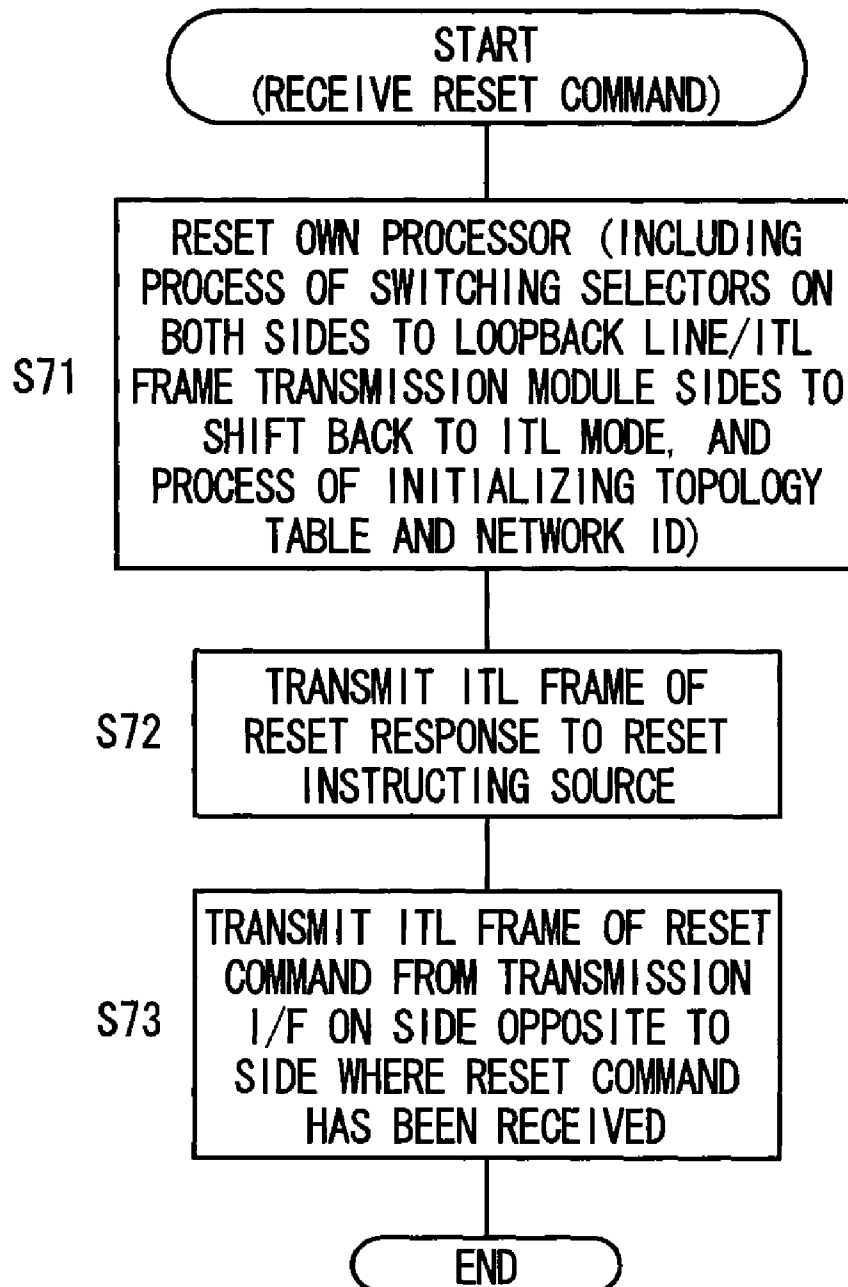 START
(RECEIVE RESET COMMAND)
S71
RESET OWN PROCESSOR (INCLUDING
PROCESS OF SWITCHING SELECTORS ON
BOTH SIDES TO LOOPBACK LINE/ITL
FRAME TRANSMISSION MODULE SIDES TO
SHIFT BACK TO ITL MODE, AND
PROCESS OF INITIALIZING TOPOLOGY
TABLE AND NETWORK ID)
S72
TRANSMIT ITL FRAME OF
RESET RESPONSE TO RESET
INSTRUCTING SOURCE
S73
TRANSMIT ITL FRAME OF RESET
COMMAND FROM TRANSMISSION
I/F ON SIDE OPPOSITE TO
SIDE WHERE RESET COMMAND
HAS BEEN RECEIVED
END